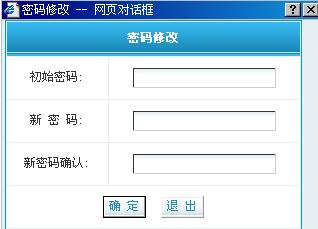 密码修改 -- 网页对话框
密码修改
初始密码:
新 密 码:
新密码确认:
确 定 退 出